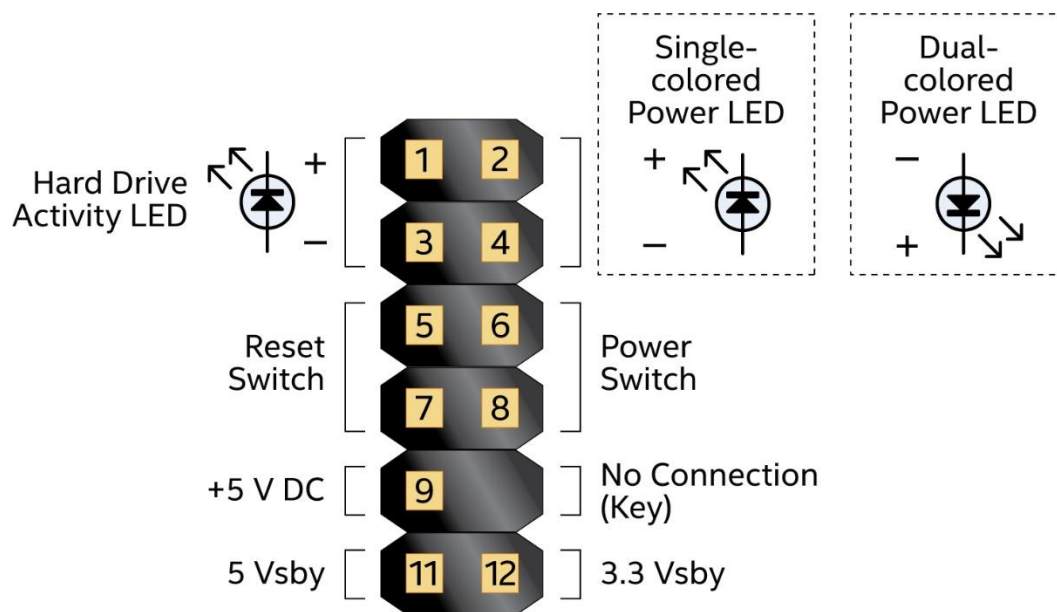 Single-
colored
Power LED
Dual-
colored
Power LED
Hard Drive
Activity LED
+
−
1 2
3 4
+
−
−
+
Reset
Switch
5 6
7 8
Power
Switch
+5 V DC
9
No Connection
(Key)
5 Vsby
11 12
3.3 Vsby